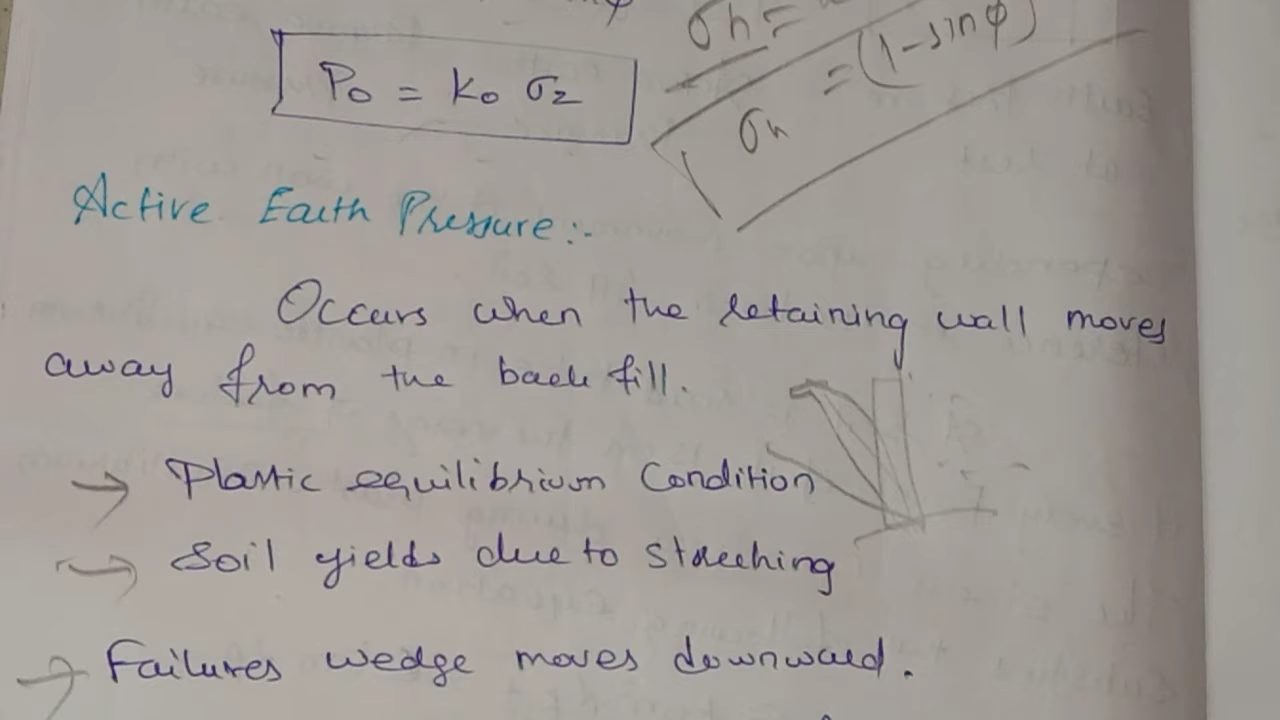 σh =
P₀ = K₀ σz
σh = (1-sinφ)
Active Earth Pressure:-
Occurs when the retaining wall moves
away from the back fill.
→ Plastic equilibrium Condition
→ Soil yields due to stretching
→ Failures wedge moves downward.